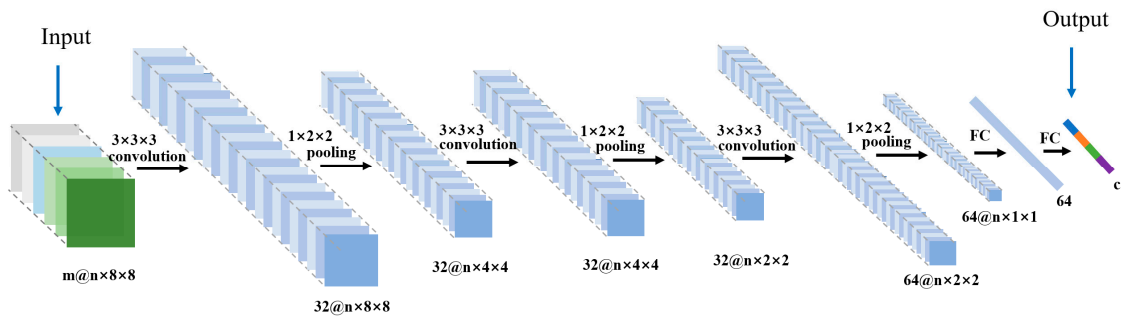 Input
Output
3×3×3
convolution
1×2×2
pooling
3×3×3
convolution
1×2×2
pooling
3×3×3
convolution
1×2×2
pooling
FC
FC
m@n×8×8
32@n×8×8
32@n×4×4
32@n×4×4
32@n×2×2
64@n×2×2
64@n×1×1
64
c